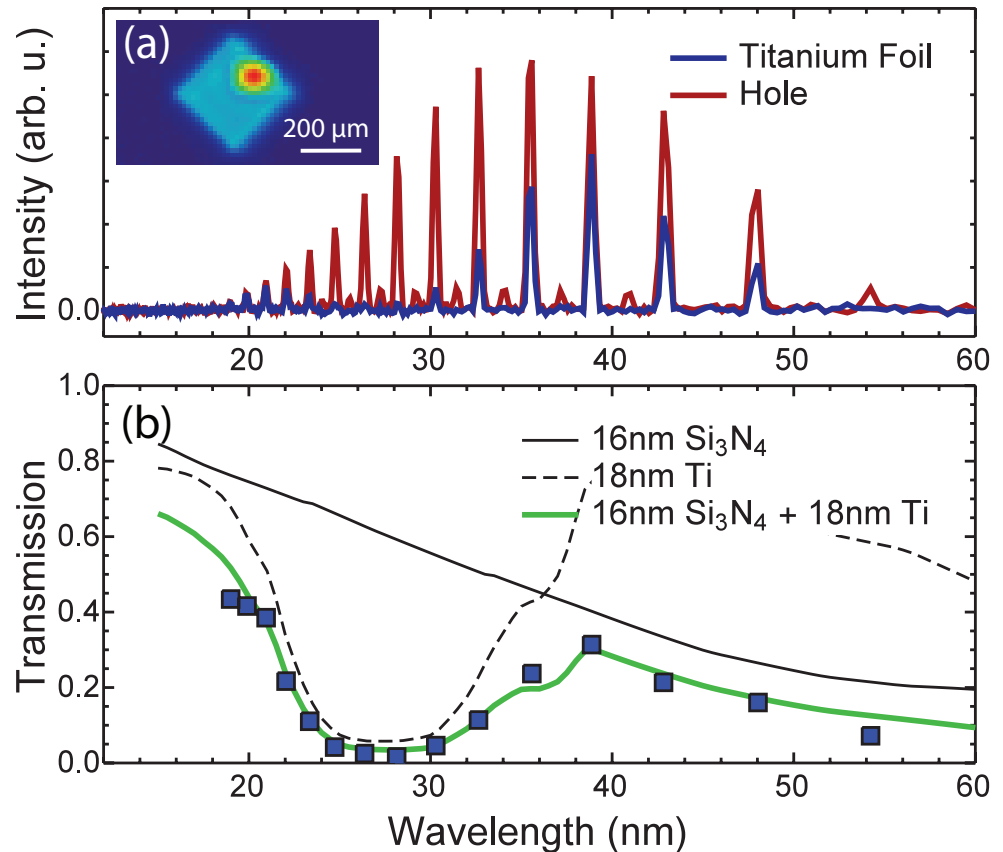 (a)
200 μm
Titanium Foil
Hole
Intensity (arb. u.)
0.0
20 30 40 50 60
(b)
16nm Si₃N₄
18nm Ti
16nm Si₃N₄ + 18nm Ti
Transmission
1.0
0.8
0.6
0.4
0.2
0.0
20 30 40 50 60
Wavelength (nm)